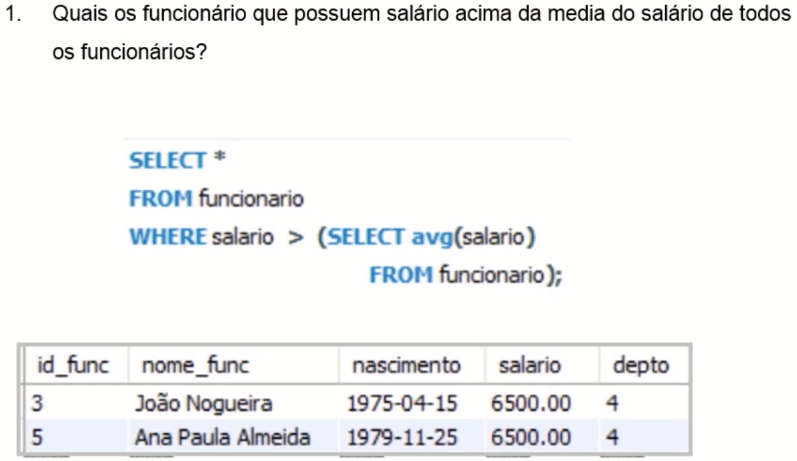 1. Quais os funcionário que possuem salário acima da media do salário de todos
os funcionários?
SELECT *
FROM funcionario
WHERE salario > (SELECT avg(salario)
FROM funcionario);
id_func nome_func nascimento salario depto
3 João Nogueira 1975-04-15 6500.00 4
5 Ana Paula Almeida 1979-11-25 6500.00 4